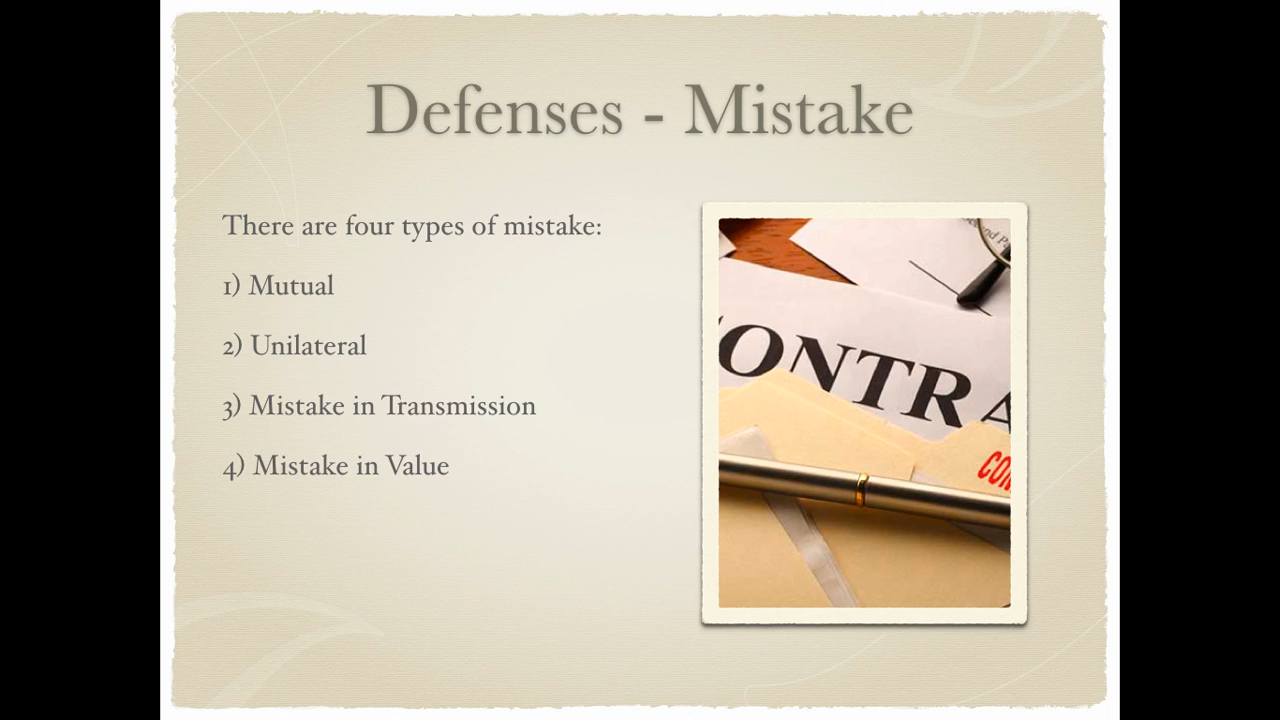 Defenses - Mistake
There are four types of mistake:
1) Mutual
2) Unilateral
3) Mistake in Transmission
4) Mistake in Value
ONTRA
CON